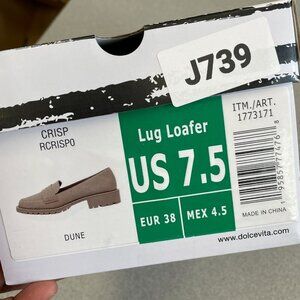 J739
CRISP
RCRISPO
DUNE
Lug Loafer
US 7.5
EUR 38
MEX 4.5
ITM./ART.
1773171
MADE IN CHINA
www.dolcevita.com